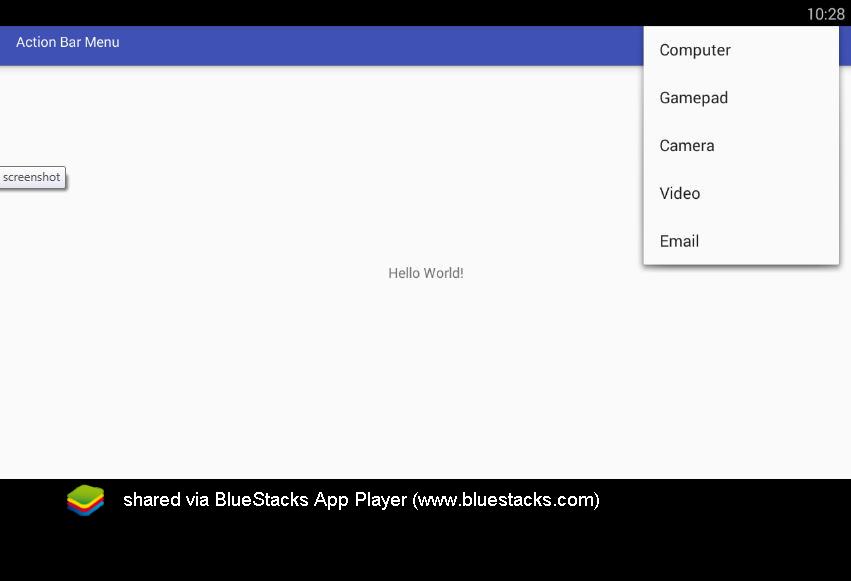 10:28
Action Bar Menu
Computer
Gamepad
Camera
Video
Email
screenshot
Hello World!
shared via BlueStacks App Player (www.bluestacks.com)